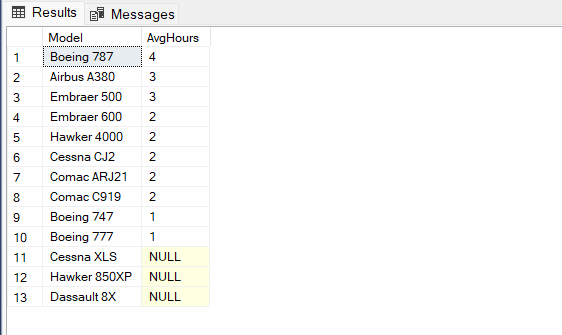 Results Messages
Model AvgHours
1 Boeing 787 4
2 Airbus A380 3
3 Embraer 500 3
4 Embraer 600 2
5 Hawker 4000 2
6 Cessna CJ2 2
7 Comac ARJ21 2
8 Comac C919 2
9 Boeing 747 1
10 Boeing 777 1
11 Cessna XLS NULL
12 Hawker 850XP NULL
13 Dassault 8X NULL